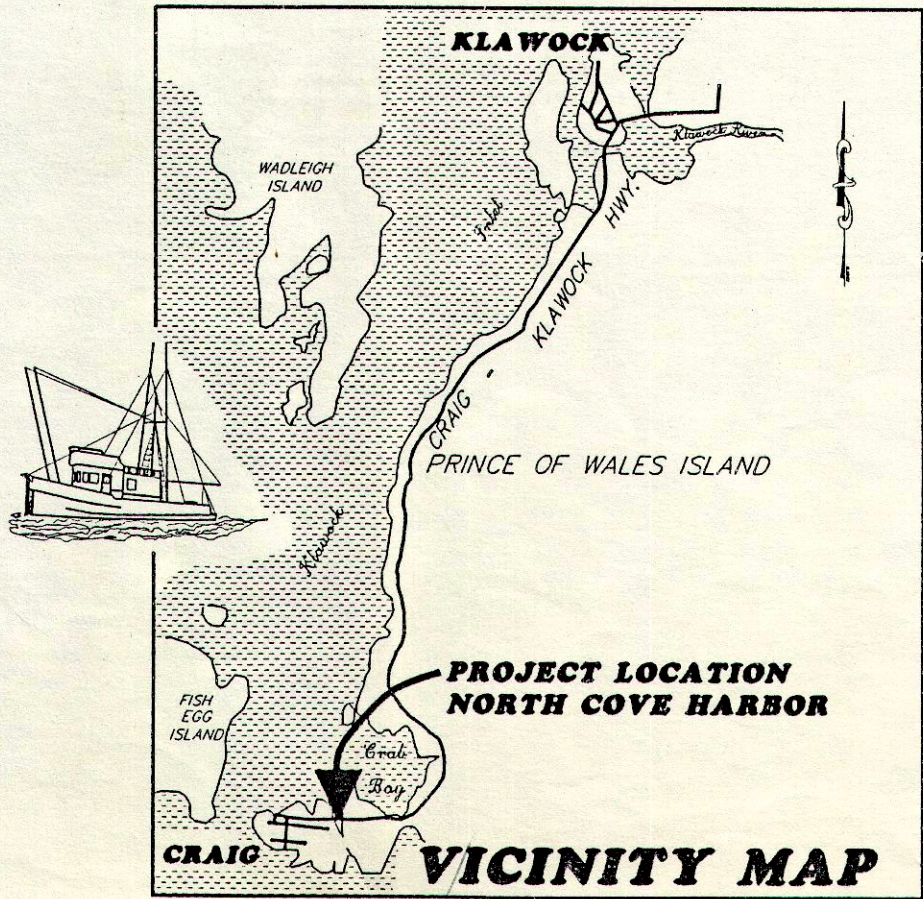 KLAWOCK
Klawock River
WADLEIGH
ISLAND
Inlet
HWY.
KLAWOCK
CRAIG -
PRINCE OF WALES ISLAND
Klawock
PROJECT LOCATION
NORTH COVE HARBOR
FISH
EGG
ISLAND
Crab
Bay
CRAIG
VICINITY MAP